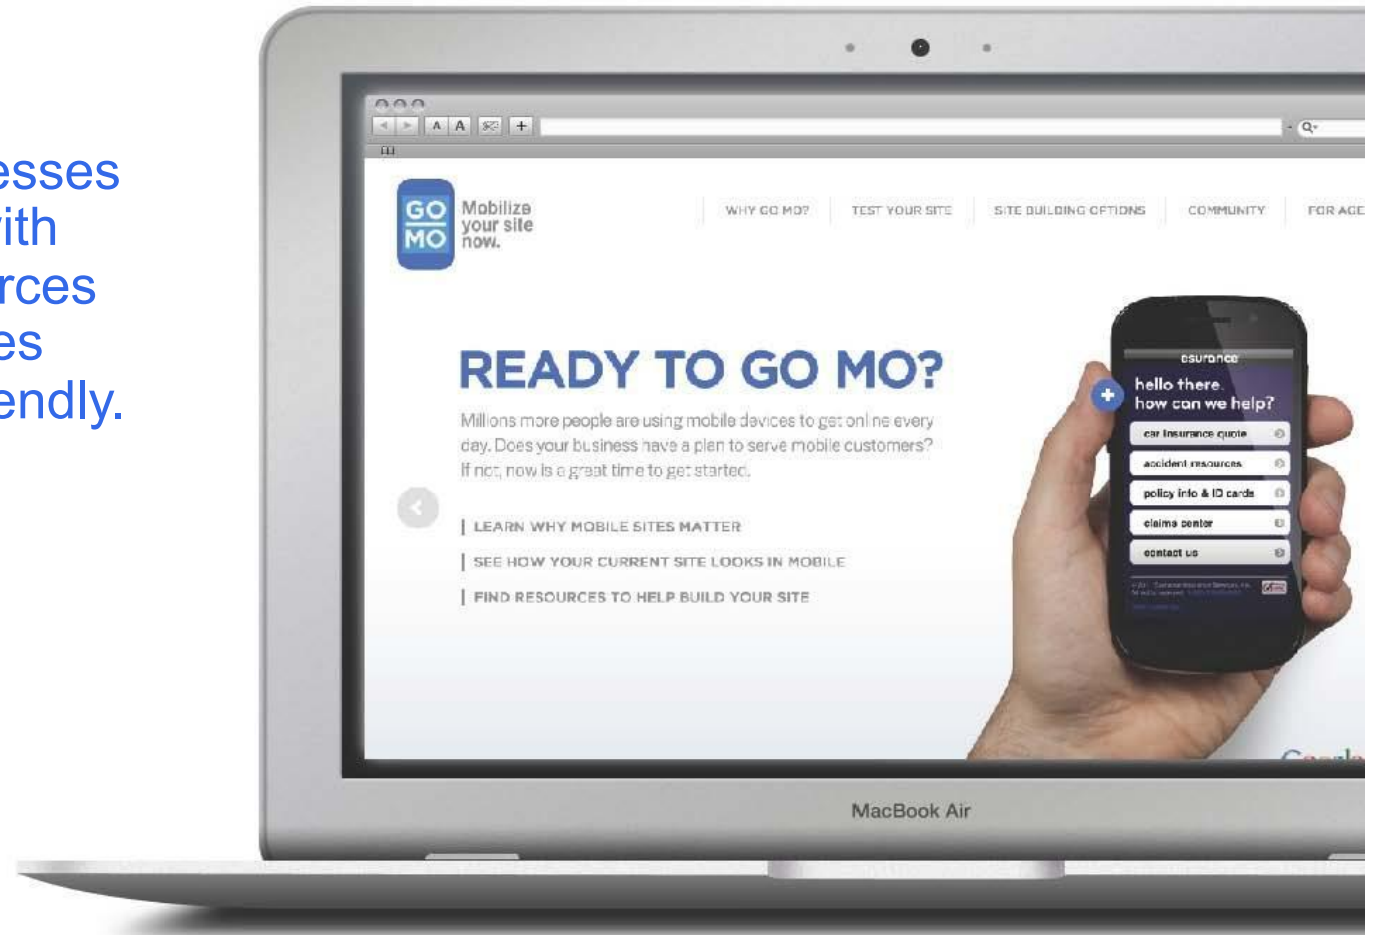 esses
with
rces
es
endly.
A A +
GO
MO
Mobilize
your site
now.
WHY GO MO? TEST YOUR SITE SITE BUILDING OPTIONS COMMUNITY FOR AGE
READY TO GO MO?
Millions more people are using mobile devices to get online every
day. Does your business have a plan to serve mobile customers?
If not, now is a great time to get started.
LEARN WHY MOBILE SITES MATTER
SEE HOW YOUR CURRENT SITE LOOKS IN MOBILE
FIND RESOURCES TO HELP BUILD YOUR SITE
esurance
hello there.
how can we help?
car insurance quote
accident resources
policy info & ID cards
claims center
contact us
Google
MacBook Air